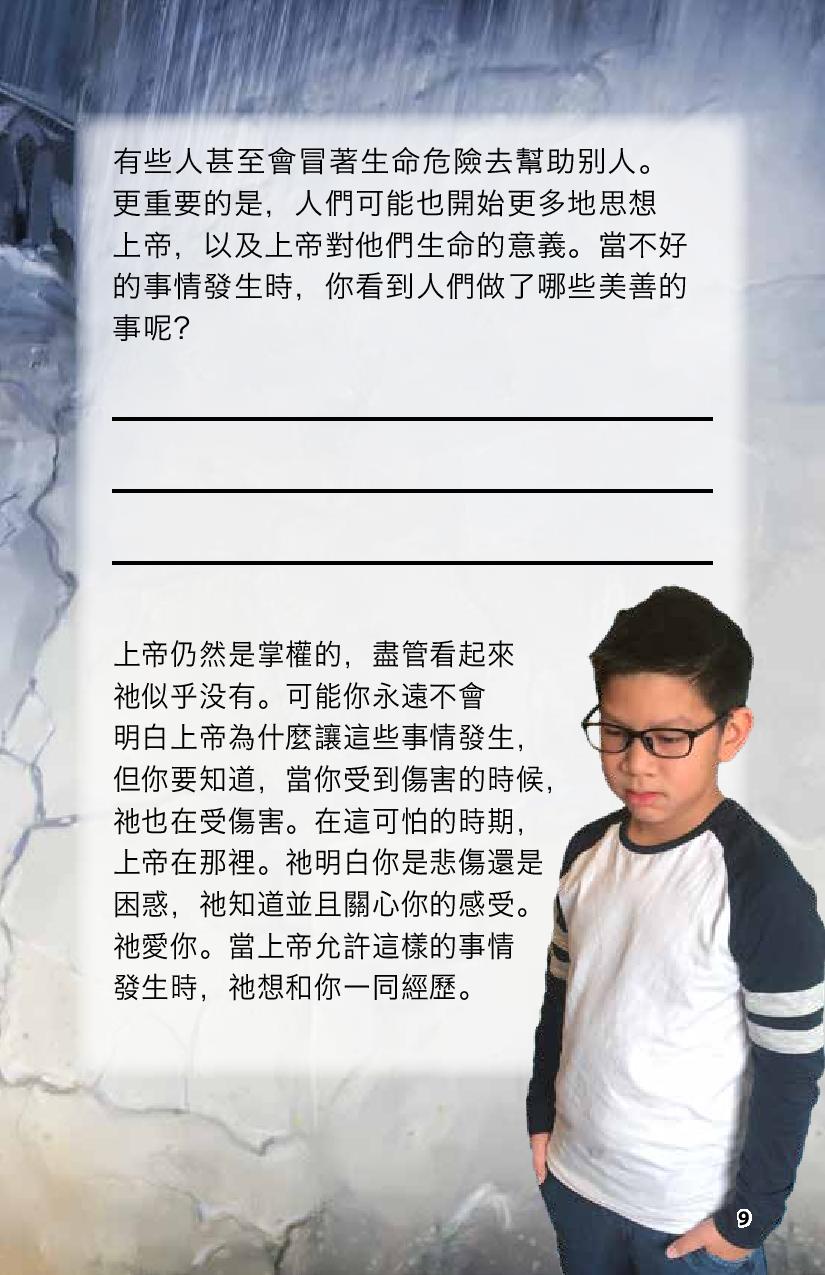 有些人甚至會冒著生命危險去幫助別人。
更重要的是，人們可能也開始更多地思想
上帝，以及上帝對他們生命的意義。當不好
的事情發生時，你看到人們做了哪些美善的
事呢？
上帝仍然是掌權的，盡管看起來
祂似乎没有。可能你永遠不會
明白上帝為什麼讓這些事情發生，
但你要知道，當你受到傷害的時候，
祂也在受傷害。在這可怕的時期，
上帝在那裡。祂明白你是悲傷還是
困惑，祂知道並且關心你的感受。
祂愛你。當上帝允許這樣的事情
發生時，祂想和你一同經歷。
9